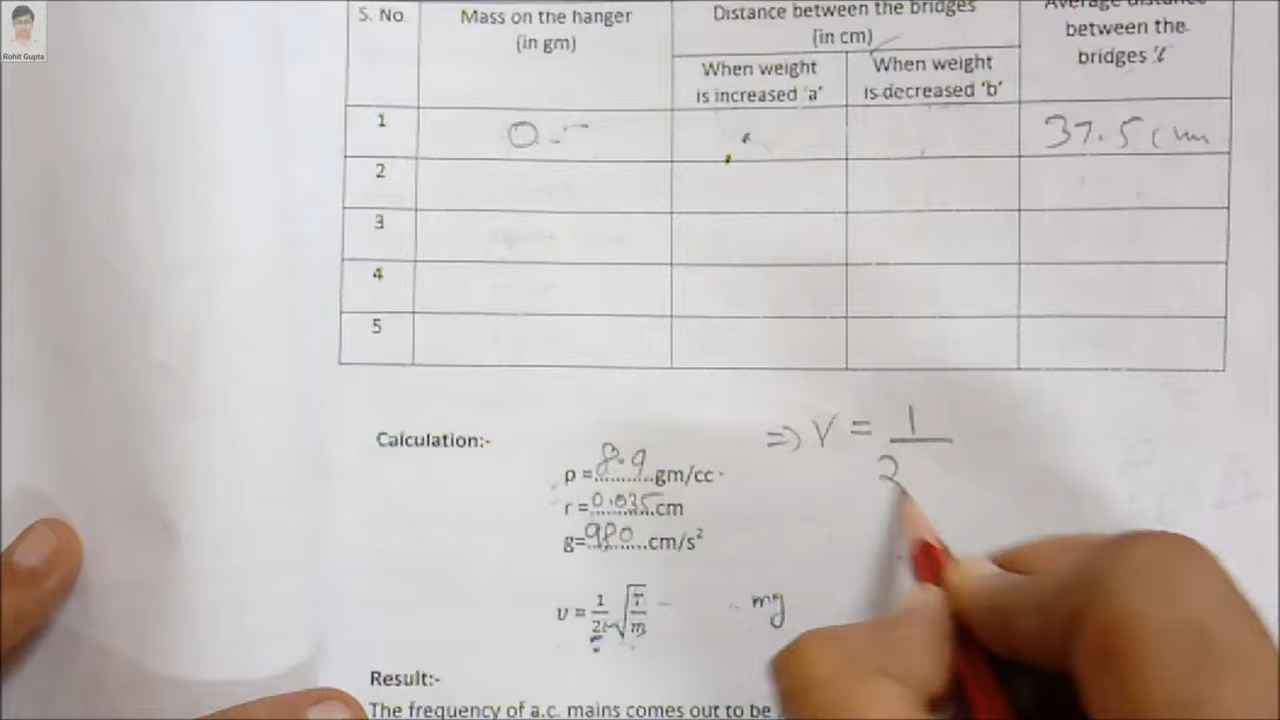 Rohit Gupta
S. No
Mass on the hanger
(in gm)
Distance between the bridges
(in cm)
When weight
is increased 'a'
When weight
is decreased 'b'
Average distance
between the
bridges 'ℓ'
1
37.5 cm
2
3
4
5
Calculation:-
ρ =8.9 gm/cc
r =0.035 cm
g=980 cm/s²
υ = 1/2ℓ √T/m
mg
⇒ V = 1
2
Result:-
The frequency of a.c. mains comes out to be